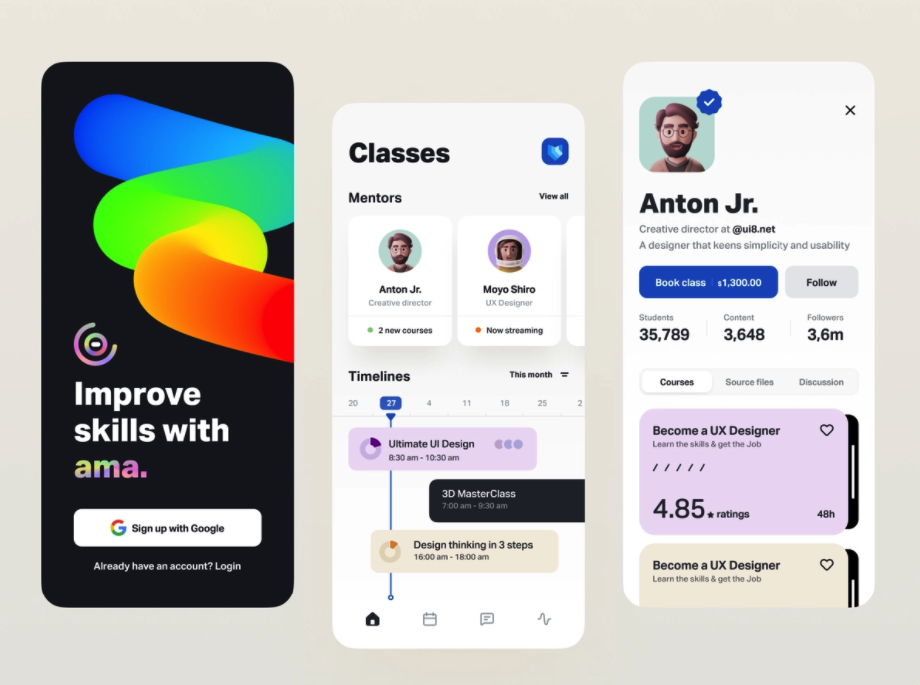 Improve
skills with
ama.
Sign up with Google
Already have an account? Login
Classes
Mentors
View all
Anton Jr.
Creative director
2 new courses
Moyo Shiro
UX Designer
Now streaming
Timelines
This month
20 27 4 11 18 25 2
Ultimate UI Design
8:30 am - 10:30 am
3D MasterClass
7:00 am - 9:30 am
Design thinking in 3 steps
16:00 am - 18:00 am
Anton Jr.
Creative director at @ui8.net
A designer that keens simplicity and usability
Book class $1,300.00
Follow
Students Content Followers
35,789 3,648 3,6m
Courses Source files Discussion
Become a UX Designer
Learn the skills & get the Job
/ / / / /
4.85 ratings 48h
Become a UX Designer
Learn the skills & get the Job